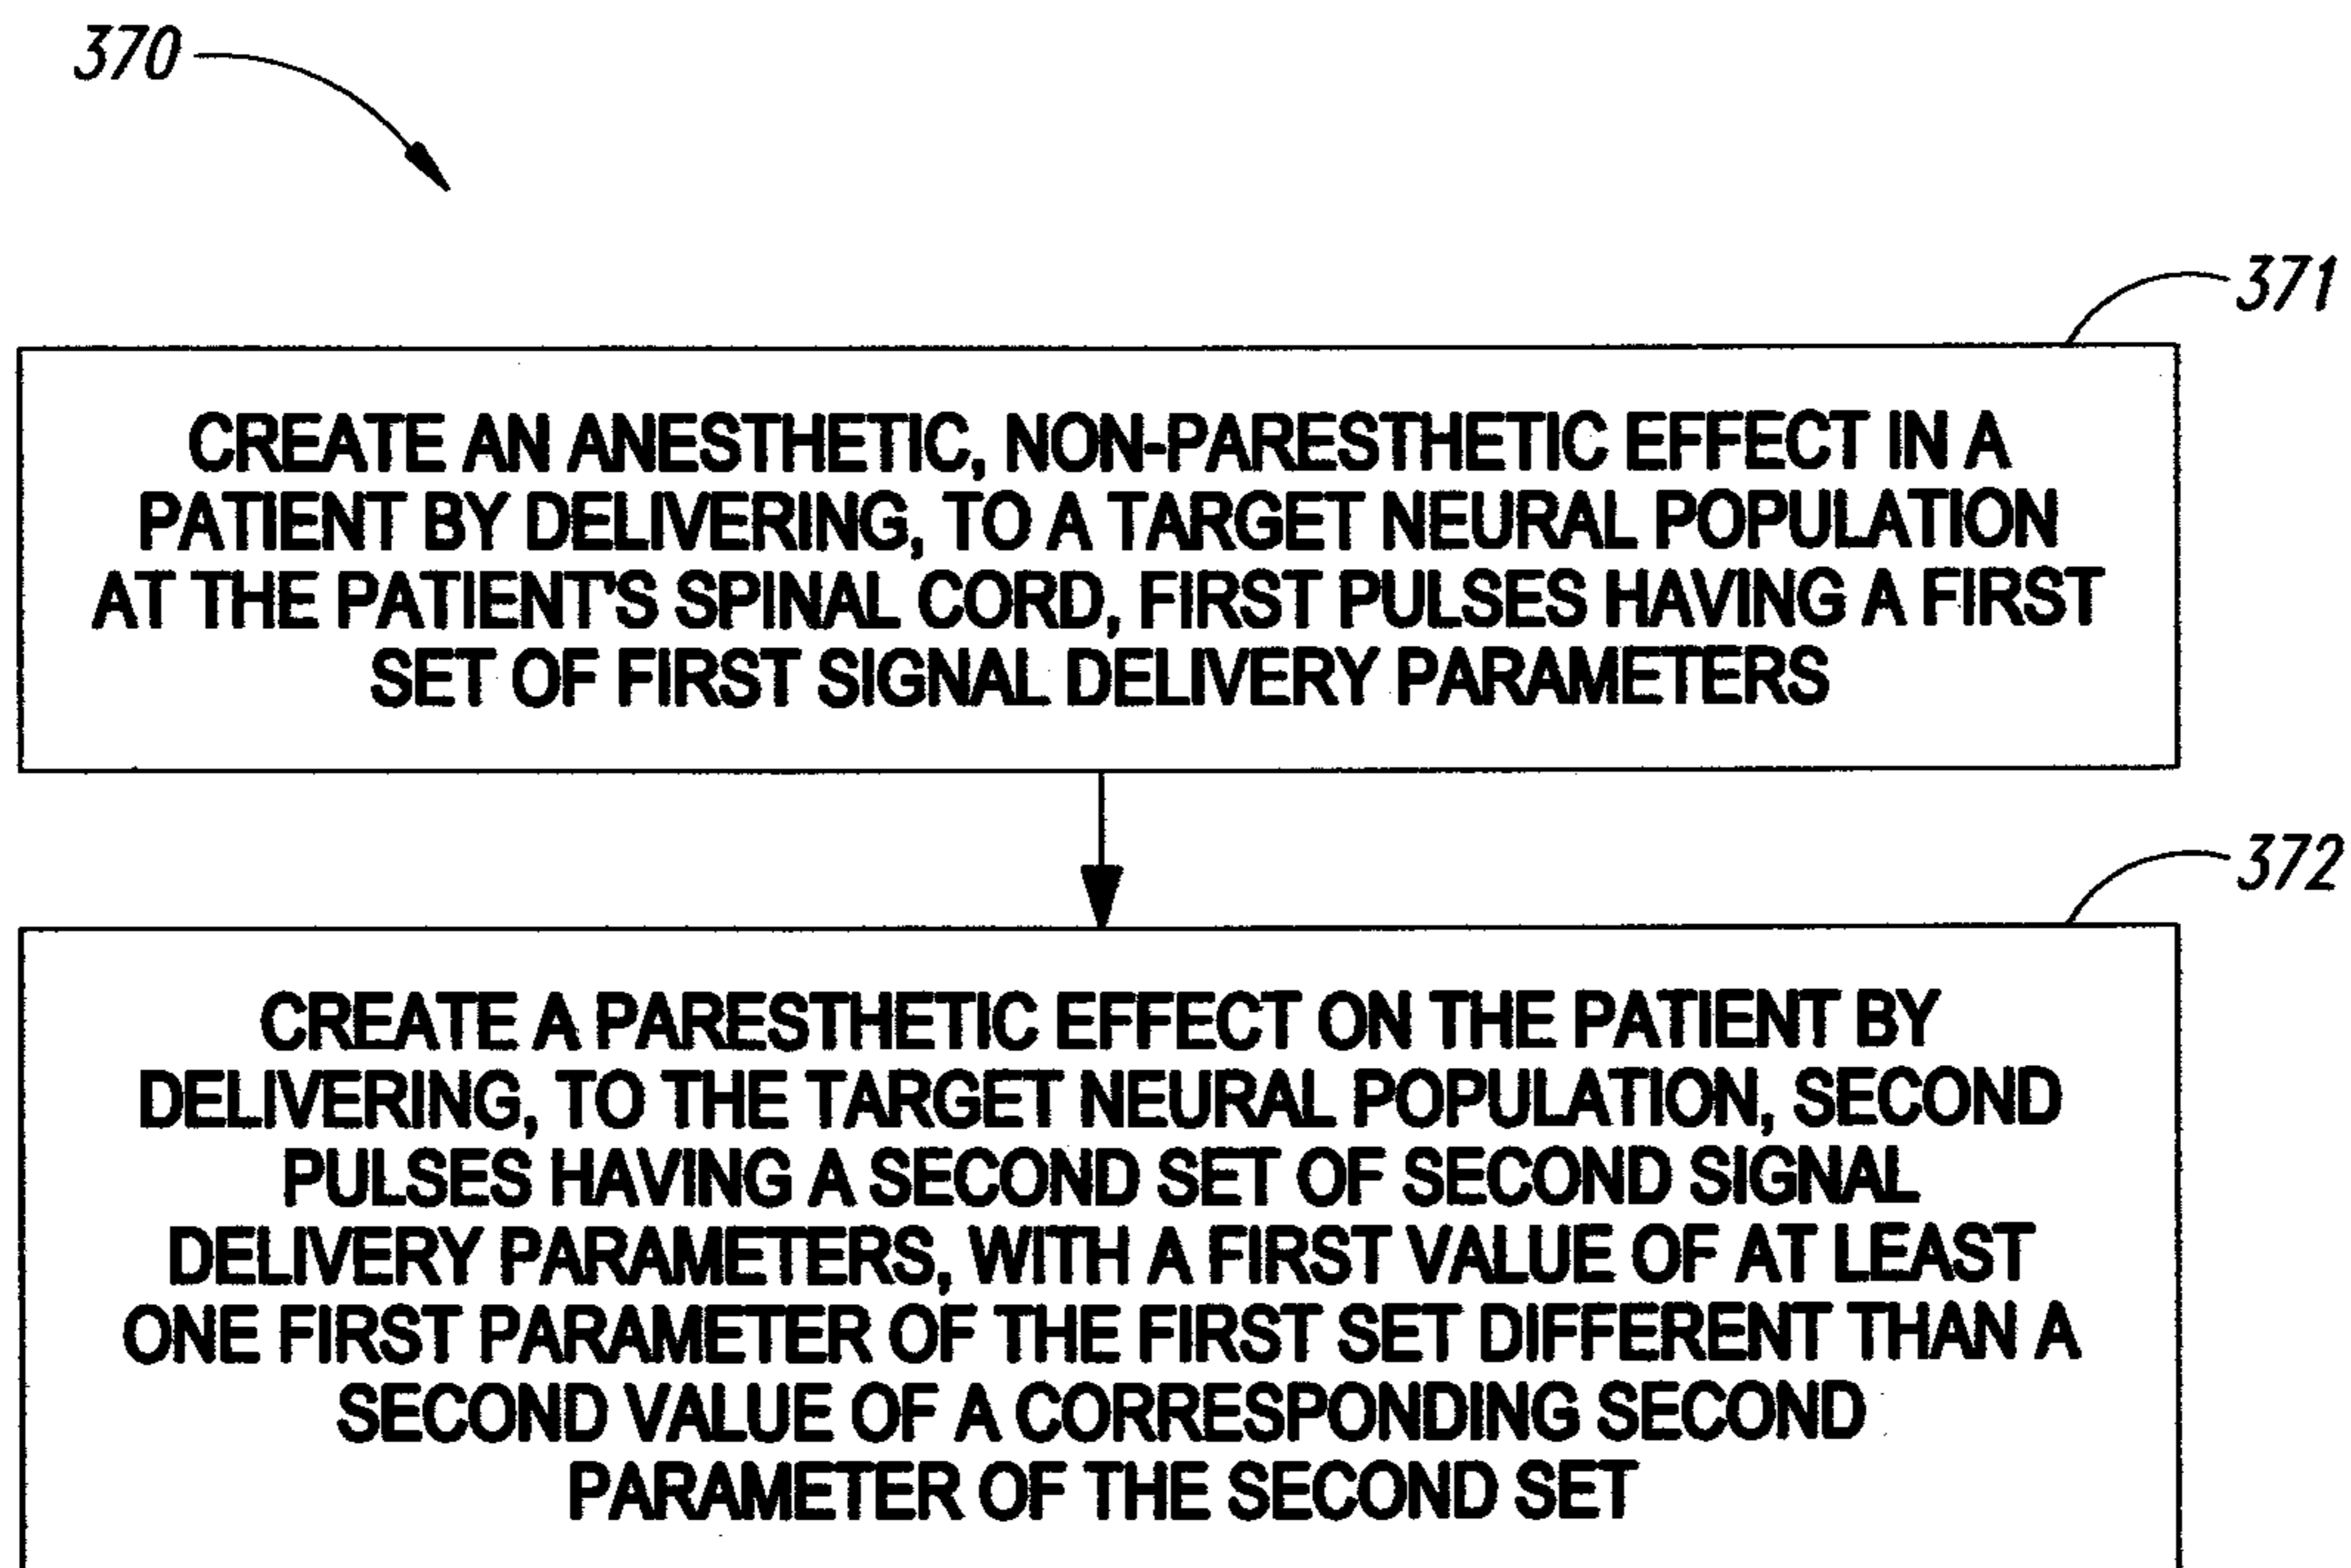 370
371
CREATE AN ANESTHETIC, NON-PARESTHETIC EFFECT IN A
PATIENT BY DELIVERING, TO A TARGET NEURAL POPULATION
AT THE PATIENT'S SPINAL CORD, FIRST PULSES HAVING A FIRST
SET OF FIRST SIGNAL DELIVERY PARAMETERS
372
CREATE A PARESTHETIC EFFECT ON THE PATIENT BY
DELIVERING, TO THE TARGET NEURAL POPULATION, SECOND
PULSES HAVING A SECOND SET OF SECOND SIGNAL
DELIVERY PARAMETERS, WITH A FIRST VALUE OF AT LEAST
ONE FIRST PARAMETER OF THE FIRST SET DIFFERENT THAN A
SECOND VALUE OF A CORRESPONDING SECOND
PARAMETER OF THE SECOND SET